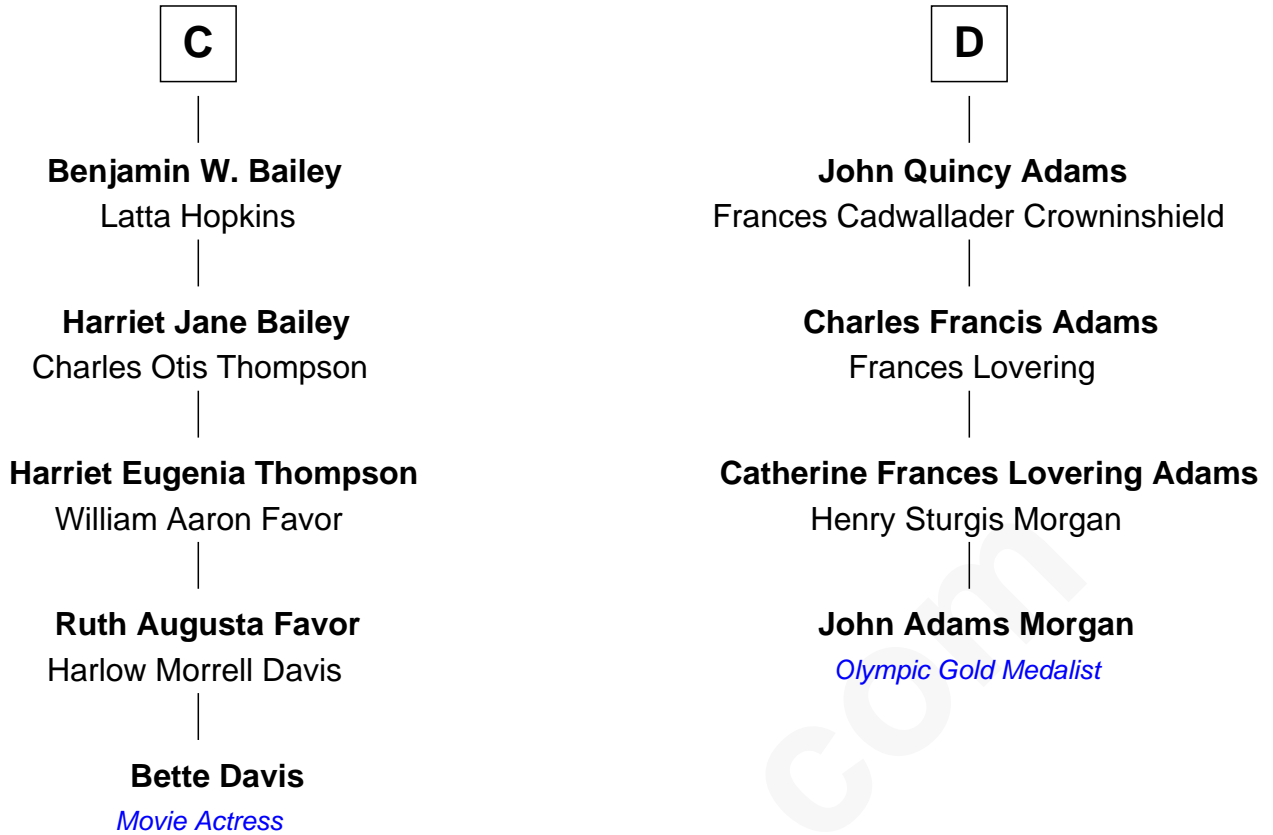 C
Benjamin W. Bailey
Latta Hopkins
Harriet Jane Bailey
Charles Otis Thompson
Harriet Eugenia Thompson
William Aaron Favor
Ruth Augusta Favor
Harlow Morrell Davis
Bette Davis
Movie Actress
D
John Quincy Adams
Frances Cadwallader Crowninshield
Charles Francis Adams
Frances Lovering
Catherine Frances Lovering Adams
Henry Sturgis Morgan
John Adams Morgan
Olympic Gold Medalist
com